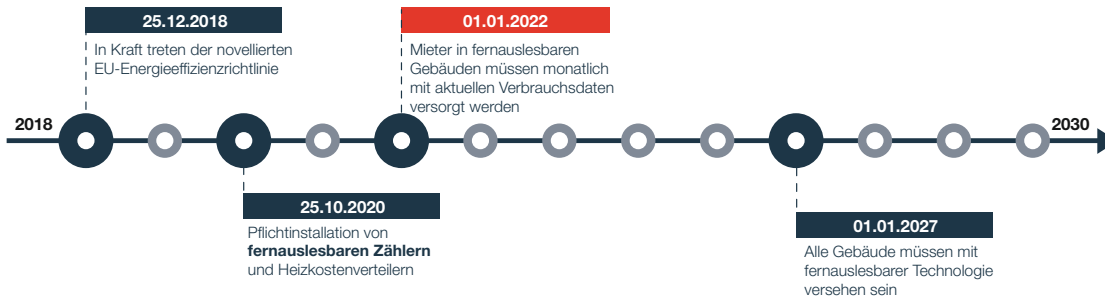 25.12.2018
In Kraft treten der novellierten
EU-Energieeffizienzrichtlinie
01.01.2022
Mieter in fernauslesbaren
Gebäuden müssen monatlich
mit aktuellen Verbrauchsdaten
versorgt werden
2018
2030
25.10.2020
Pflichtinstallation von
fernauslesbaren Zählern
und Heizkostenverteilern
01.01.2027
Alle Gebäude müssen mit
fernauslesbarer Technologie
versehen sein